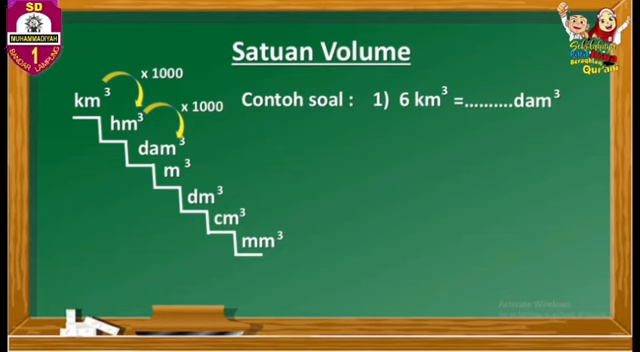 SD
MUHAMMADIYAH
1
BANDAR LAMPUNG
Satuan Volume
x 1000
km³
x 1000
Contoh soal : 1) 6 km³ =..........dam³
hm³
dam³
m³
dm³
cm³
mm³
Qur'ani
Activate Windows